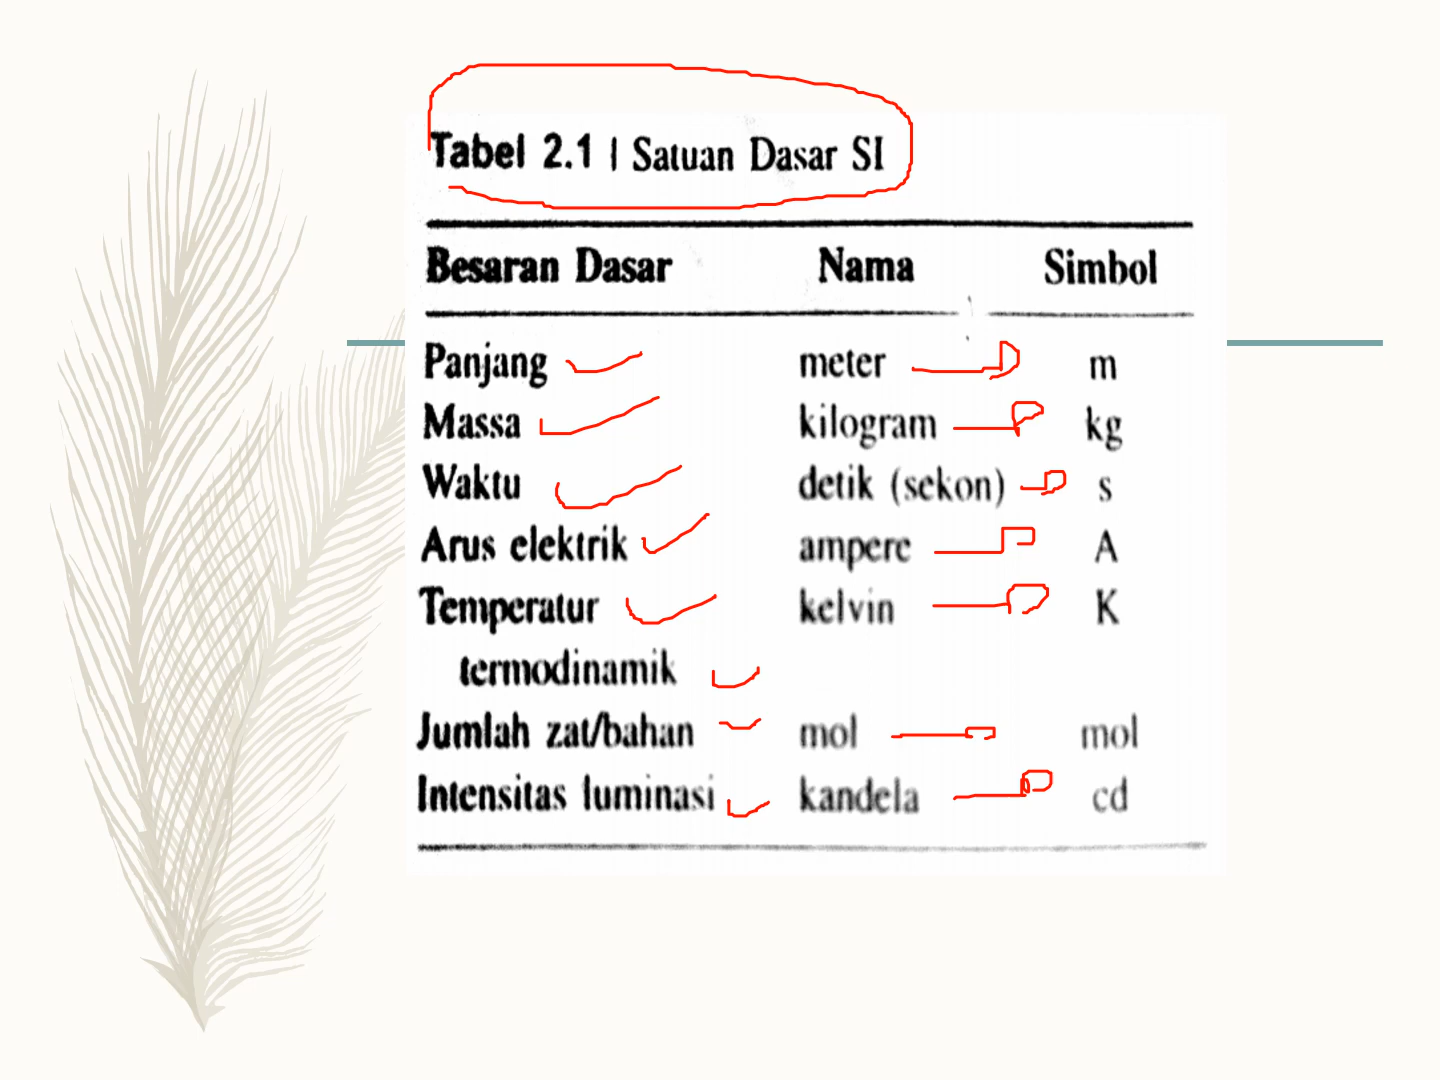 Tabel 2.1 | Satuan Dasar SI
Besaran Dasar Nama Simbol
Panjang meter m
Massa kilogram kg
Waktu detik (sekon) s
Arus elektrik ampere A
Temperatur kelvin K
termodinamik
Jumlah zat/bahan mol mol
Intensitas luminasi kandela cd